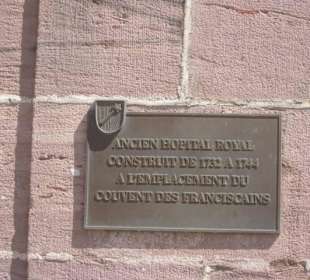 ANCIEN HOPITAL ROYAL
CONSTRUIT DE 1732 A 1744
A L'EMPLACEMENT DU
COUVENT DES FRANCISCAINS